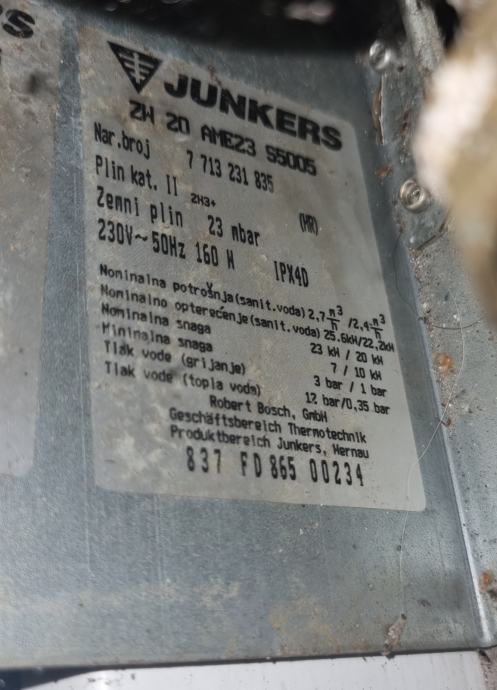 RS
JUNKERS
ZW 20 AME23 S5005
Nar.broj 7 713 231 835
Plin kat. II 2H3+
Zemni plin 23 mbar (HR)
230V~ 50Hz 160 W IPX4D
Nominalna potrošnja(sanit.voda) 2,7 m³/h /2,4 m³/h
Nominalno opterećenje(sanit.voda) 25.6kW/22,2kW
Nominalna snaga 23 kW / 20 kW
Mininalna snaga 7 / 10 kW
Tlak vode (grijanje) 3 bar / 1 bar
Tlak vode (topla voda) 12 bar/0,35 bar
Robert Bosch, GmbH
Geschäftsbereich Thermotechnik
Produktbereich Junkers, Wernau
837 FD 865 00234